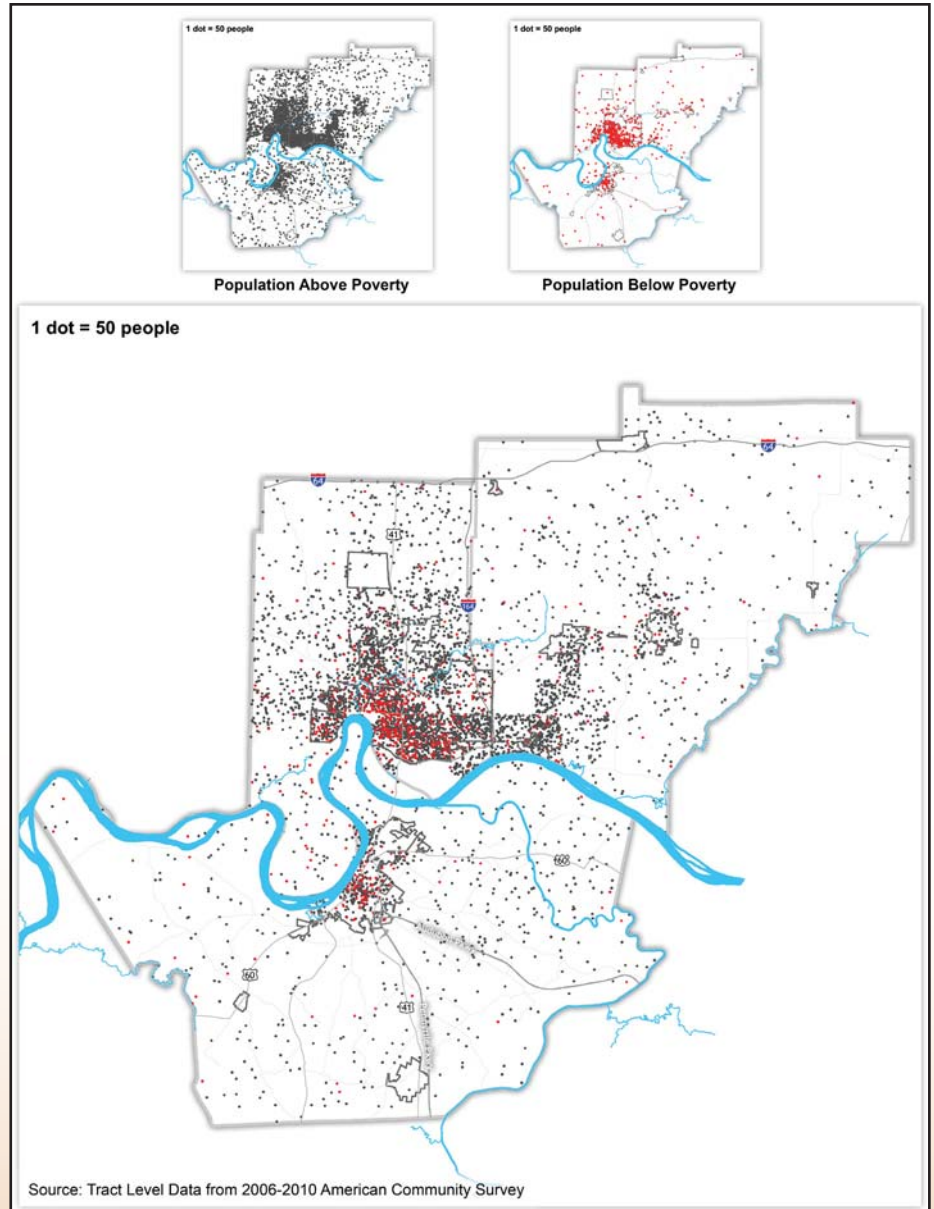 1 dot = 50 people
1 dot = 50 people
Population Above Poverty
Population Below Poverty
1 dot = 50 people
64
64
41
164
60
60
41
Source: Tract Level Data from 2006-2010 American Community Survey